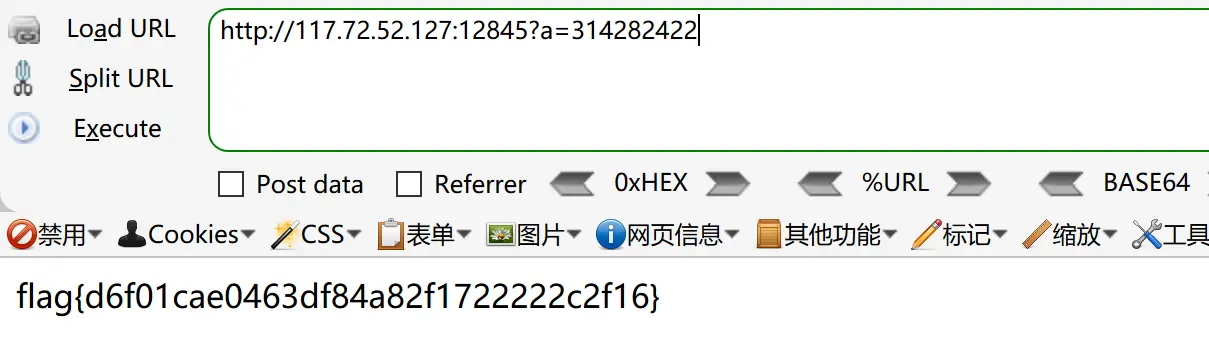 Load URL
http://117.72.52.127:12845?a=314282422
Split URL
Execute
Post data Referrer 0xHEX %URL BASE64
禁用 Cookies CSS 表单 图片 网页信息 其他功能 标记 缩放 工具
flag{d6f01cae0463df84a82f1722222c2f16}